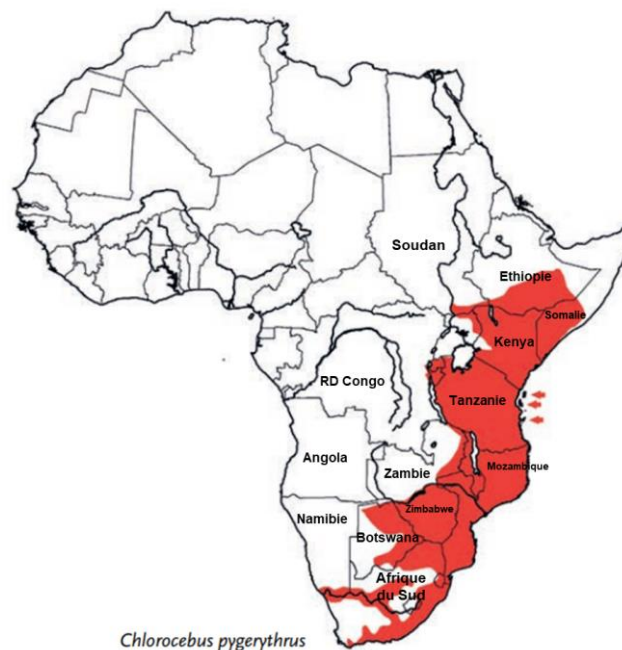 Soudan
Ethiopie
Somalie
Kenya
RD Congo
Tanzanie
Angola
Zambie
Mozambique
Zimbabwe
Namibie
Botswana
Afrique
du Sud
Chlorocebus pygerythrus